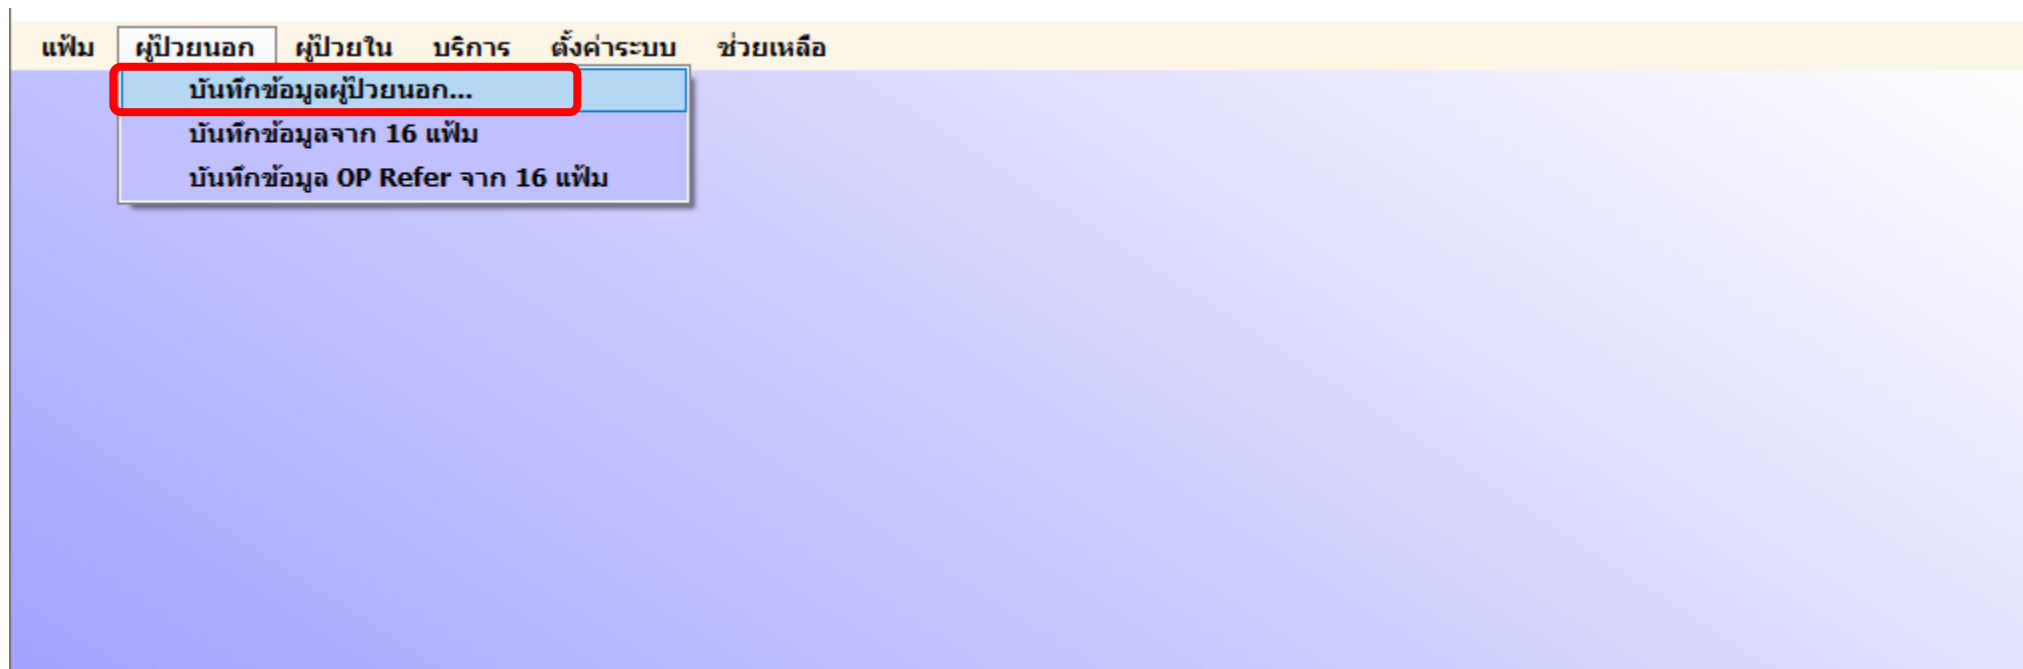 แฟ้ม ผู้ป่วยนอก ผู้ป่วยใน บริการ ตั้งค่าระบบ ช่วยเหลือ
บันทึกข้อมูลผู้ป่วยนอก...
บันทึกข้อมูลจาก 16 แฟ้ม
บันทึกข้อมูล OP Refer จาก 16 แฟ้ม